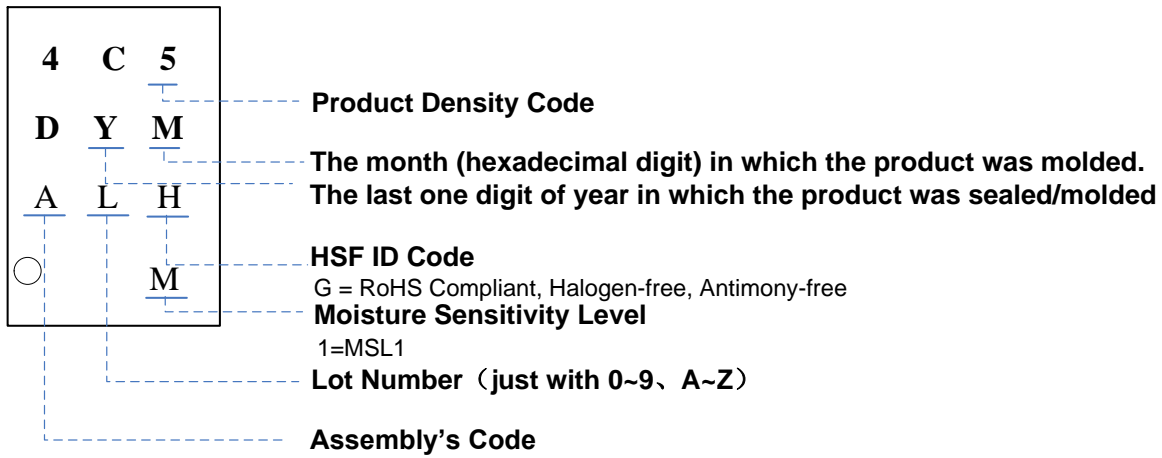 4 C 5
Product Density Code
D Y M
The month (hexadecimal digit) in which the product was molded.
The last one digit of year in which the product was sealed/molded
A L H
HSF ID Code
M
G = RoHS Compliant, Halogen-free, Antimony-free
Moisture Sensitivity Level
1=MSL1
Lot Number（just with 0~9、A~Z）
Assembly's Code